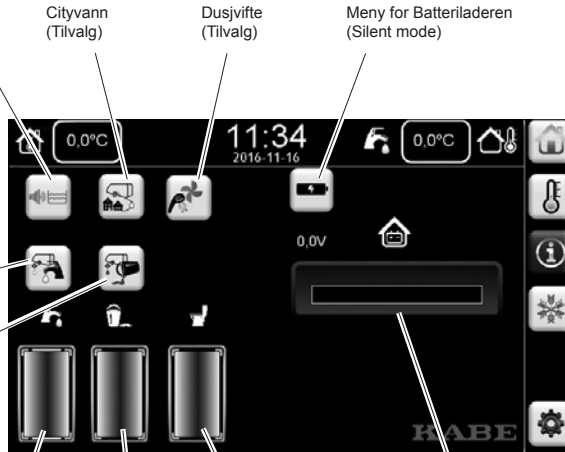 Cityvann
(Tilvalg)
Dusjvifte
(Tilvalg)
Meny for Batteriladeren
(Silent mode)
0,0°C
11:34
2016-11-16
0,0°C
0,0V
KABE